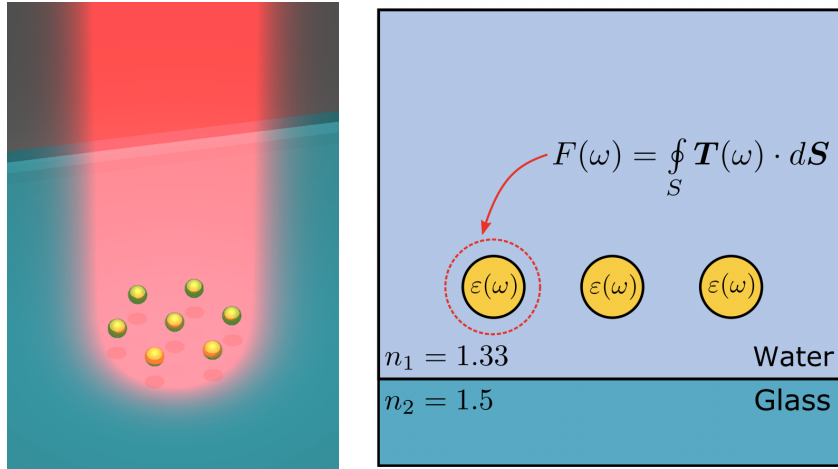 F(ω) = ∮_S T(ω) · dS
ε(ω) ε(ω) ε(ω)
n₁ = 1.33 Water
n₂ = 1.5 Glass